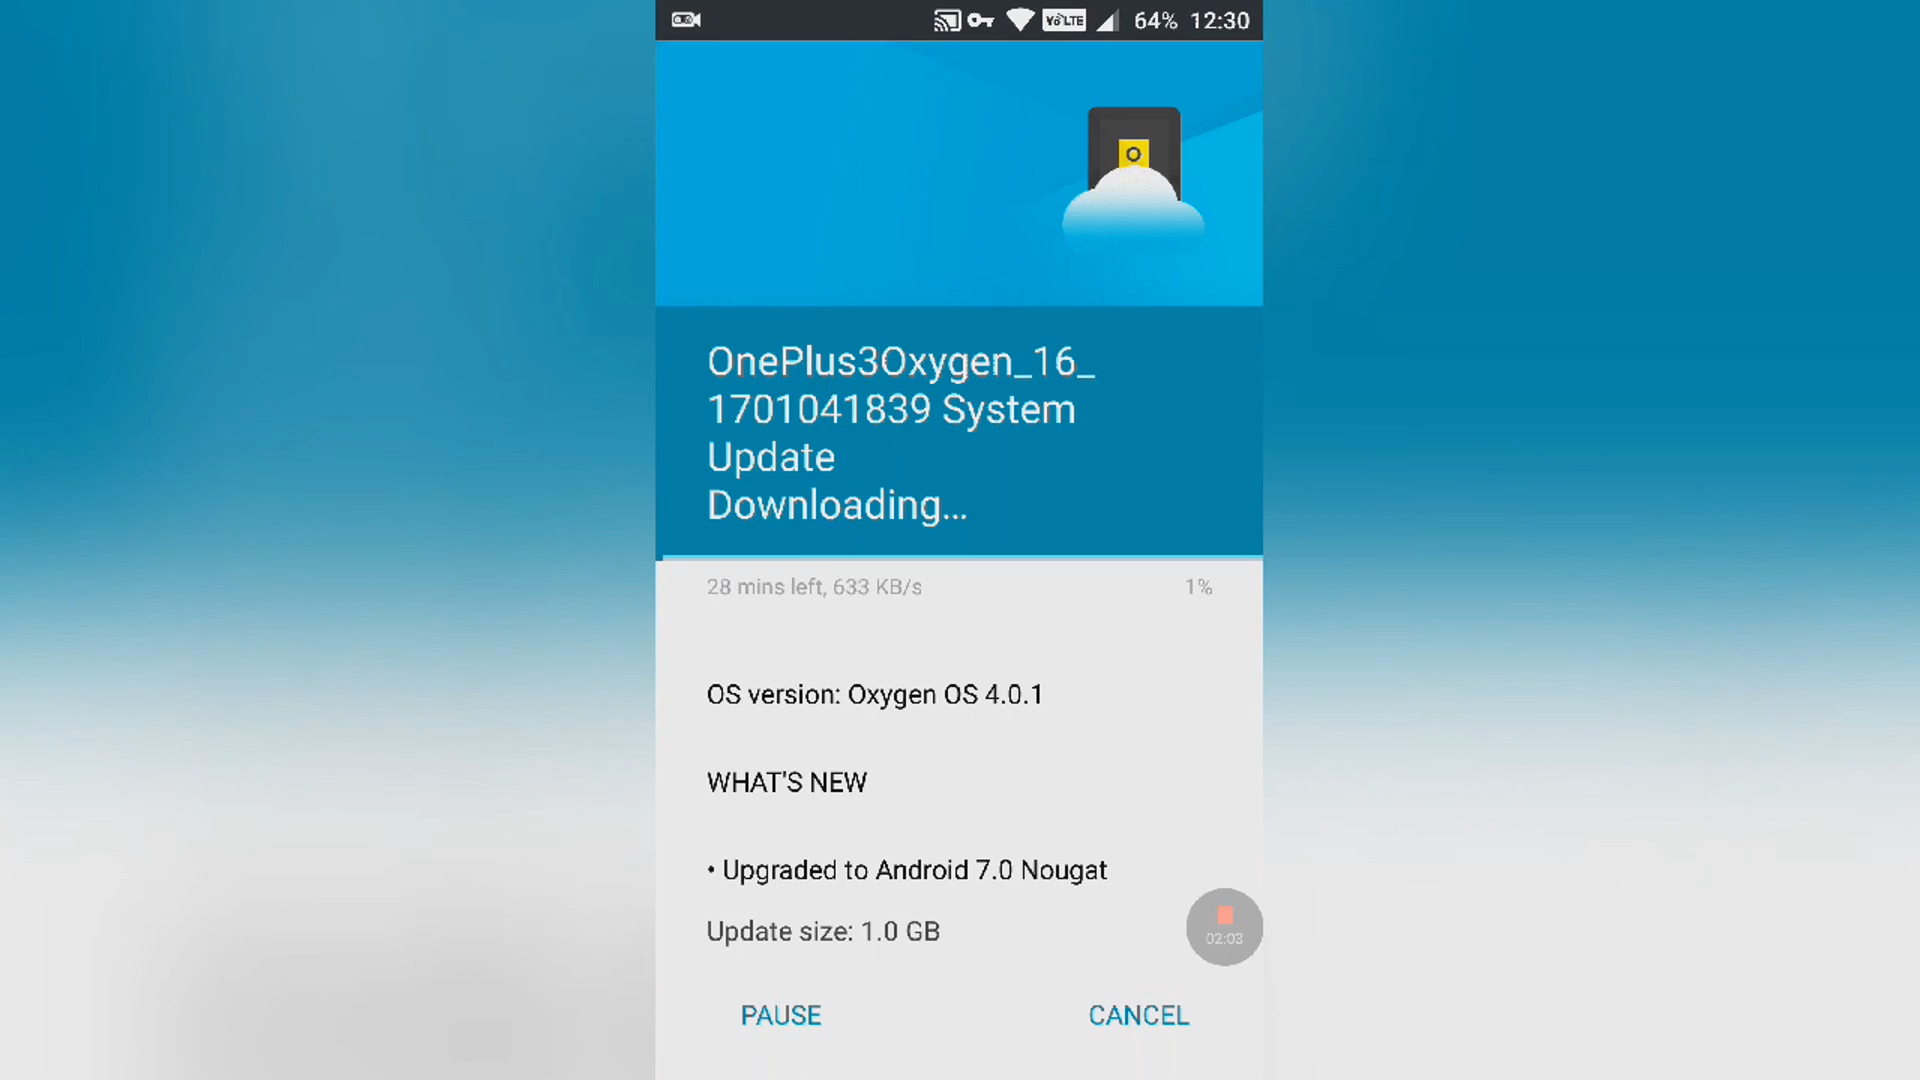 VoLTE 64% 12:30
OnePlus3Oxygen_16_
1701041839 System
Update
Downloading...
28 mins left, 633 KB/s 1%
OS version: Oxygen OS 4.0.1
WHAT'S NEW
• Upgraded to Android 7.0 Nougat
Update size: 1.0 GB
02:03
PAUSE CANCEL